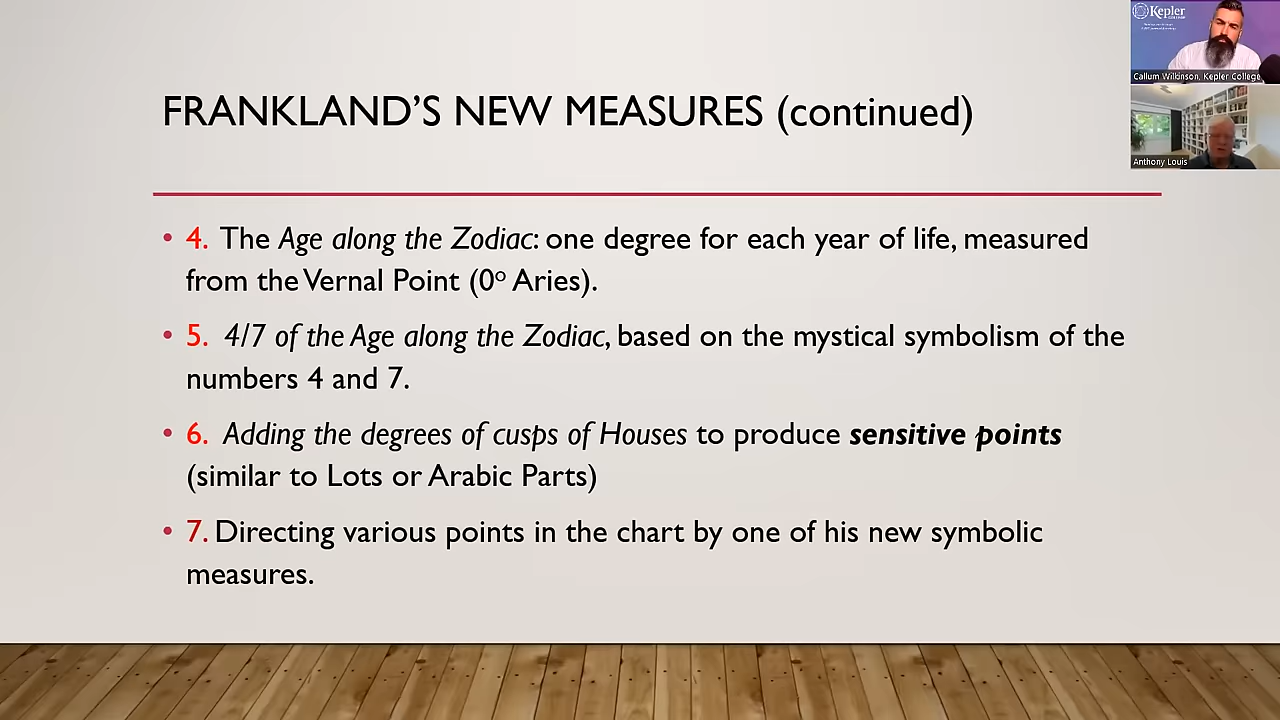 FRANKLAND'S NEW MEASURES (continued)
• 4. The Age along the Zodiac: one degree for each year of life, measured
from the Vernal Point (0° Aries).
• 5. 4/7 of the Age along the Zodiac, based on the mystical symbolism of the
numbers 4 and 7.
• 6. Adding the degrees of cusps of Houses to produce sensitive points
(similar to Lots or Arabic Parts)
• 7. Directing various points in the chart by one of his new symbolic
measures.
Kepler
COLLEGE
Callum Wilkinson, Kepler College
Anthony Louis